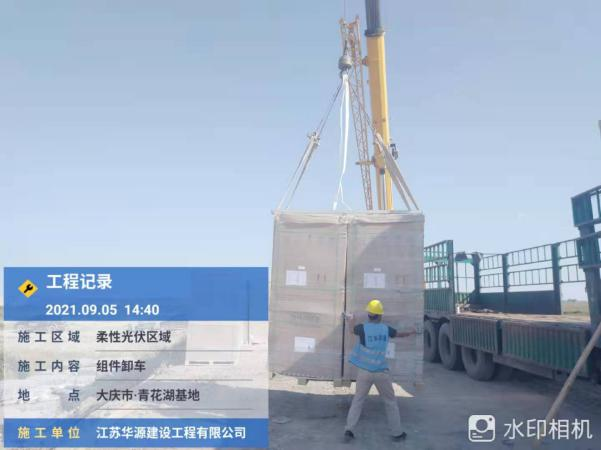 工程记录
2021.09.05 14:40
施工区域 柔性光伏区域
施工内容 组件卸车
地 点 大庆市·青花湖基地
施工单位 江苏华源建设工程有限公司
水印相机